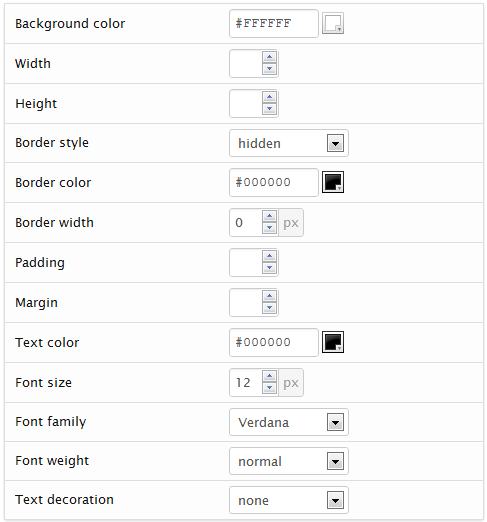 Background color #FFFFFF
Width
Height
Border style hidden
Border color #000000
Border width 0 px
Padding
Margin
Text color #000000
Font size 12 px
Font family Verdana
Font weight normal
Text decoration none